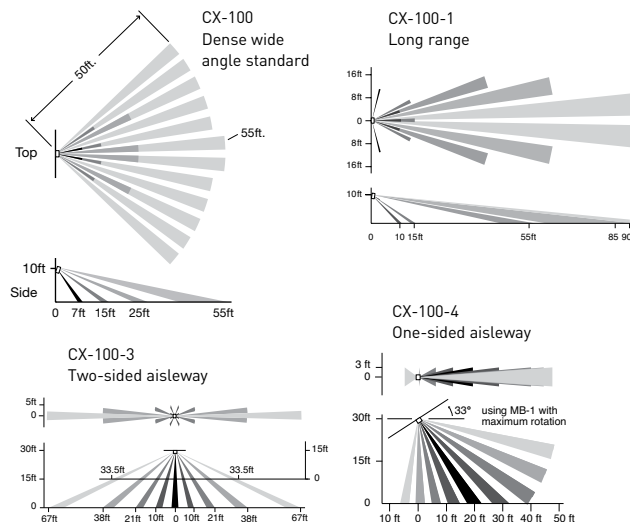 CX-100
Dense wide
angle standard
50ft.
55ft.
Top
10ft
Side
0 7ft 15ft 25ft 55ft
CX-100-1
Long range
16ft
8ft
0
8ft
16ft
10ft
0 10 15ft 55ft 85 90
CX-100-3
Two-sided aisleway
5ft
0
30ft
15ft
0
33.5ft 33.5ft
15ft
0
67ft 38ft 21ft 10ft 0 10ft 21ft 38ft 67ft
CX-100-4
One-sided aisleway
3 ft
0
30ft
33° using MB-1 with
maximum rotation
15ft
0
10 ft 0 10 ft 20 ft 30 ft 40 ft 50 ft